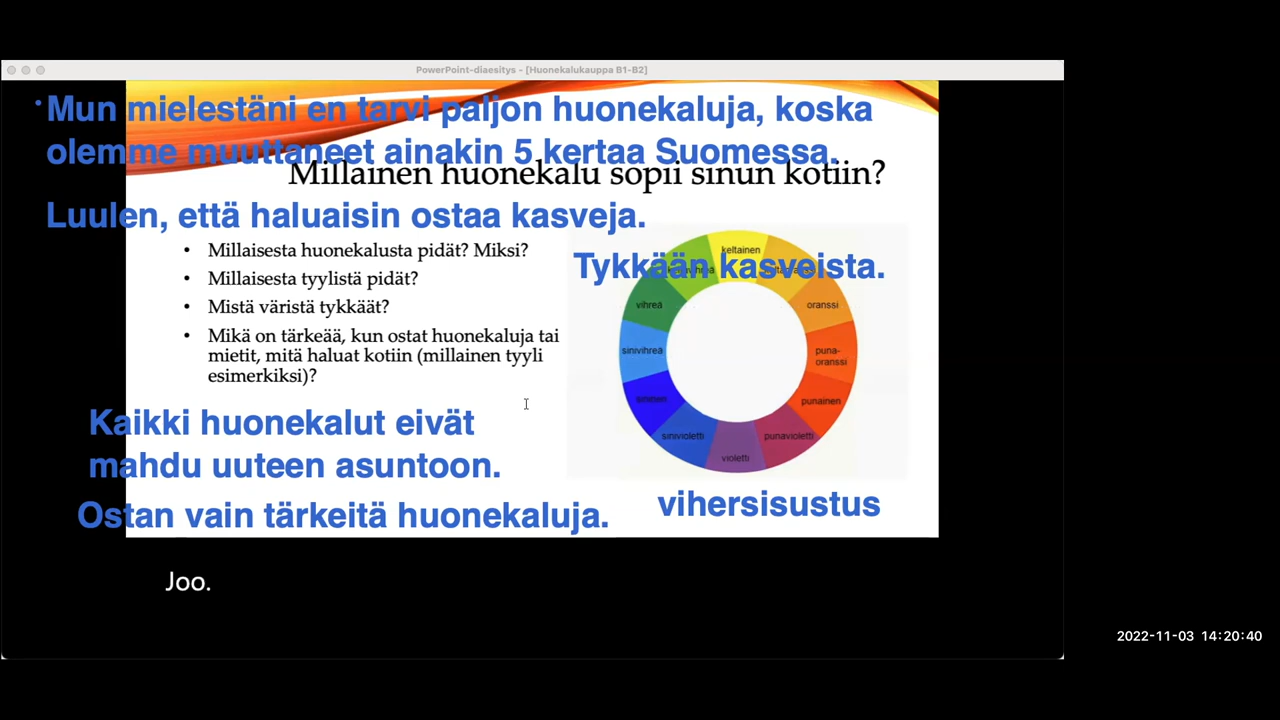 PowerPoint-diaesitys - [Huonekalukauppa B1-B2]
• Mun mielestäni en tarvi paljon huonekaluja, koska
olemme muuttaneet ainakin 5 kertaa Suomessa.
Millainen huonekalu sopii sinun kotiin?
Luulen, että haluaisin ostaa kasveja.
• Millaisesta huonekalusta pidät? Miksi?
• Millaisesta tyylistä pidät?
• Mistä väristä tykkäät?
• Mikä on tärkeää, kun ostat huonekaluja tai
mietit, mitä haluat kotiin (millainen tyyli
esimerkiksi)?
keltainen
Tykkään kasveista.
vihreä
oranssi
sinivihreä
puna-
oranssi
sininen
punainen
sinivioletti
punavioletti
violetti
Kaikki huonekalut eivät
mahdu uuteen asuntoon.
Ostan vain tärkeitä huonekaluja.
vihersisustus
Joo.
2022-11-03 14:20:40